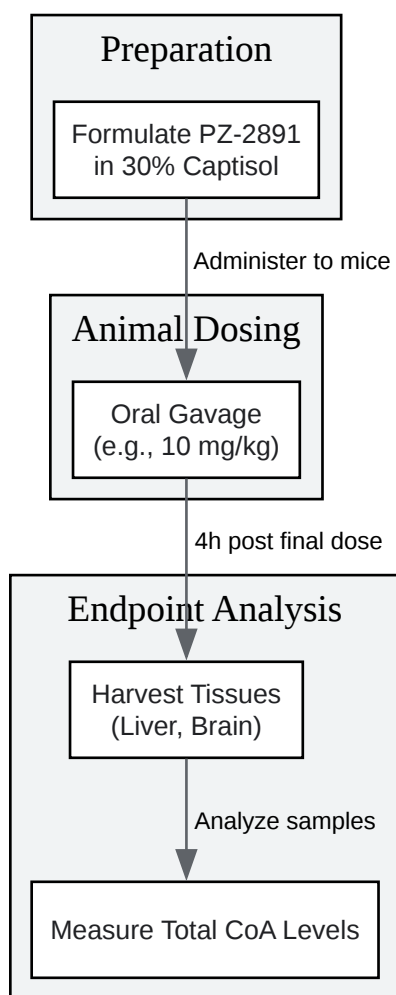 Preparation
Formulate PZ-2891
in 30% Captisol
Administer to mice
Animal Dosing
Oral Gavage
(e.g., 10 mg/kg)
4h post final dose
Endpoint Analysis
Harvest Tissues
(Liver, Brain)
Analyze samples
Measure Total CoA Levels